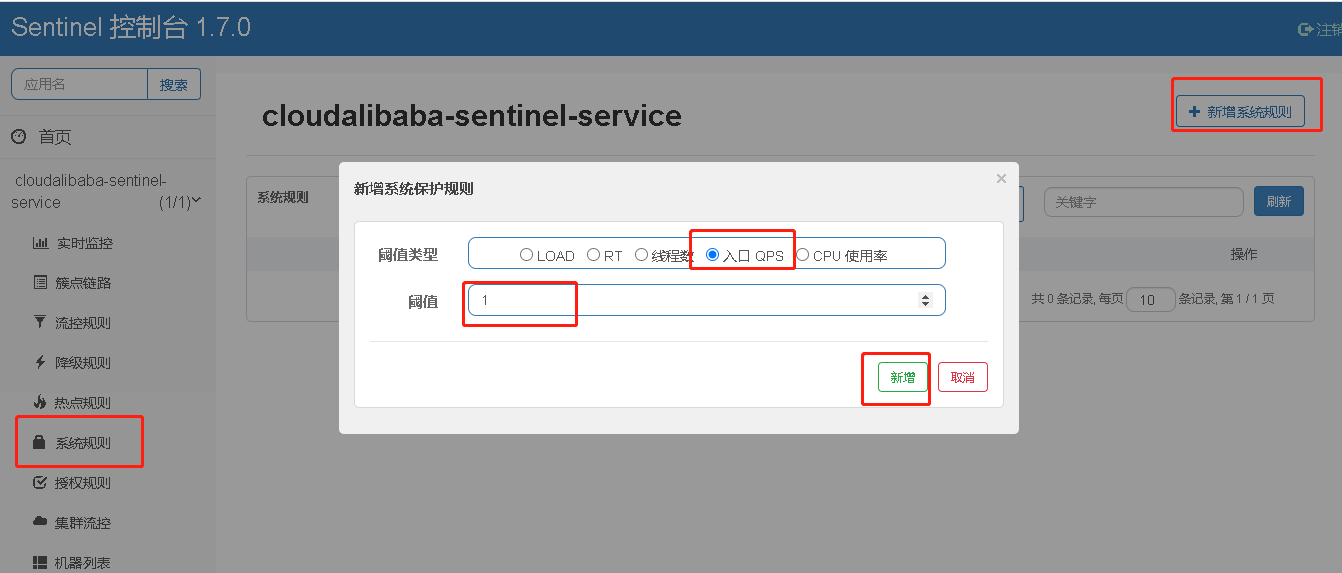 Sentinel 控制台 1.7.0
注销
应用名
搜索
首页
cloudalibaba-sentinel-
service
(1/1)
实时监控
簇点链路
流控规则
降级规则
热点规则
系统规则
授权规则
集群流控
机器列表
cloudalibaba-sentinel-service
新增系统规则
系统规则
关键字
刷新
操作
共 0 条记录, 每页 10 条记录, 第 1 / 1 页
新增系统保护规则
×
阈值类型
LOAD RT 线程数 入口 QPS CPU 使用率
阈值
1
新增
取消